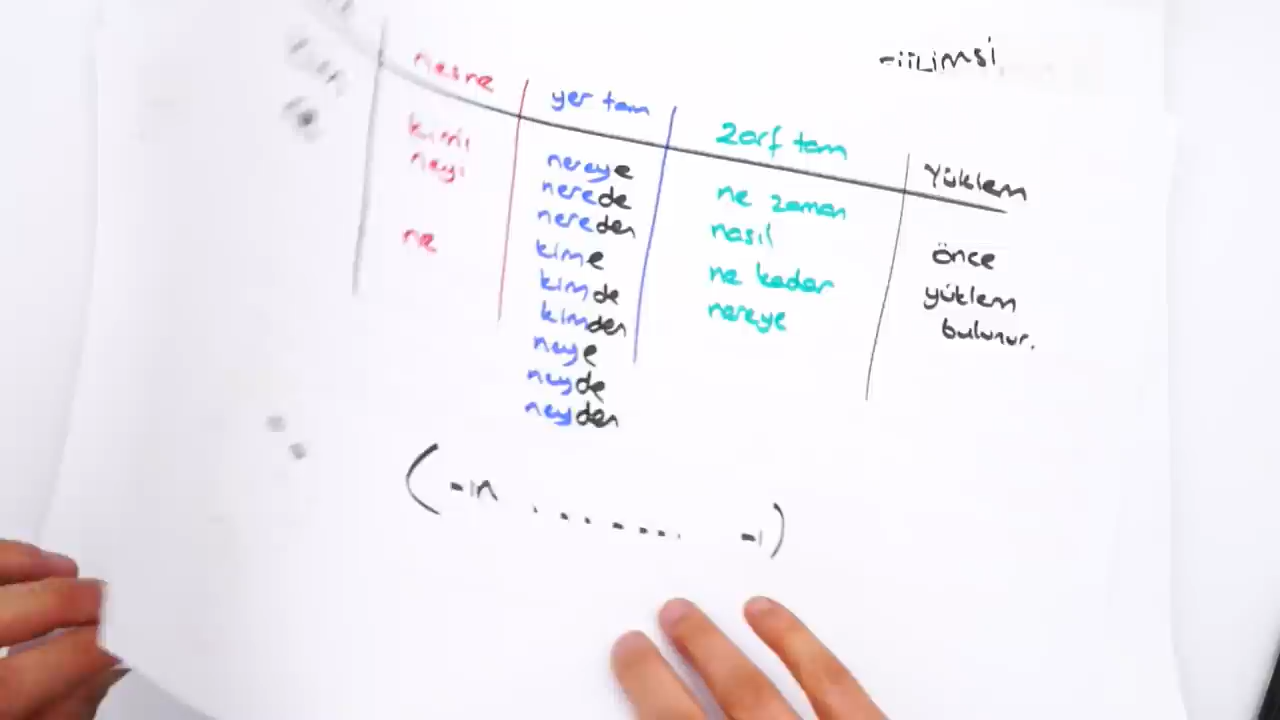 fiiLiMSİ
nesne
kimi
neyi
ne
yer tam
nereye
nerede
nereden
kime
kimde
kimden
neye
neyde
neyden
Zarf tam
ne zaman
nasıl
ne kadar
nereye
Yüklem
önce
yüklem
bulunur.
(-ın ....... -ı)